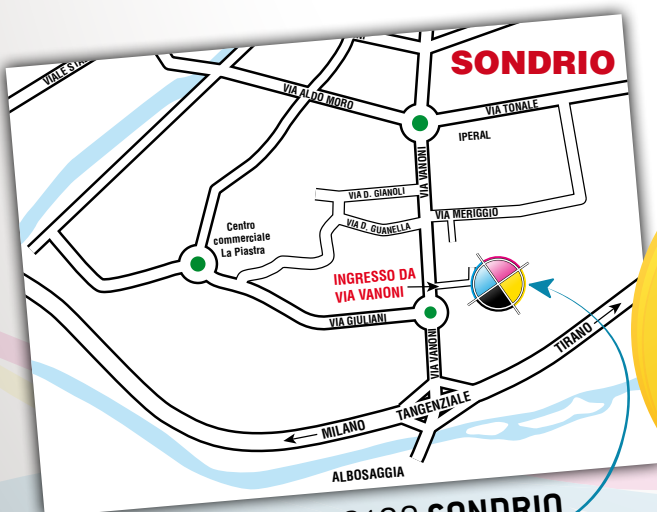 SONDRIO
VIALE
VIA ALDO MORO
VIA TONALE
IPERAL
VIA VANONI
VIA D. GIANOLI
VIA D. GUANELLA
VIA MERIGGIO
Centro
commerciale
La Piastra
INGRESSO DA
VIA VANONI
VIA GIULIANI
VIA VANONI
TIRANO
TANGENZIALE
MILANO
ALBOSAGGIA
SONDRIO